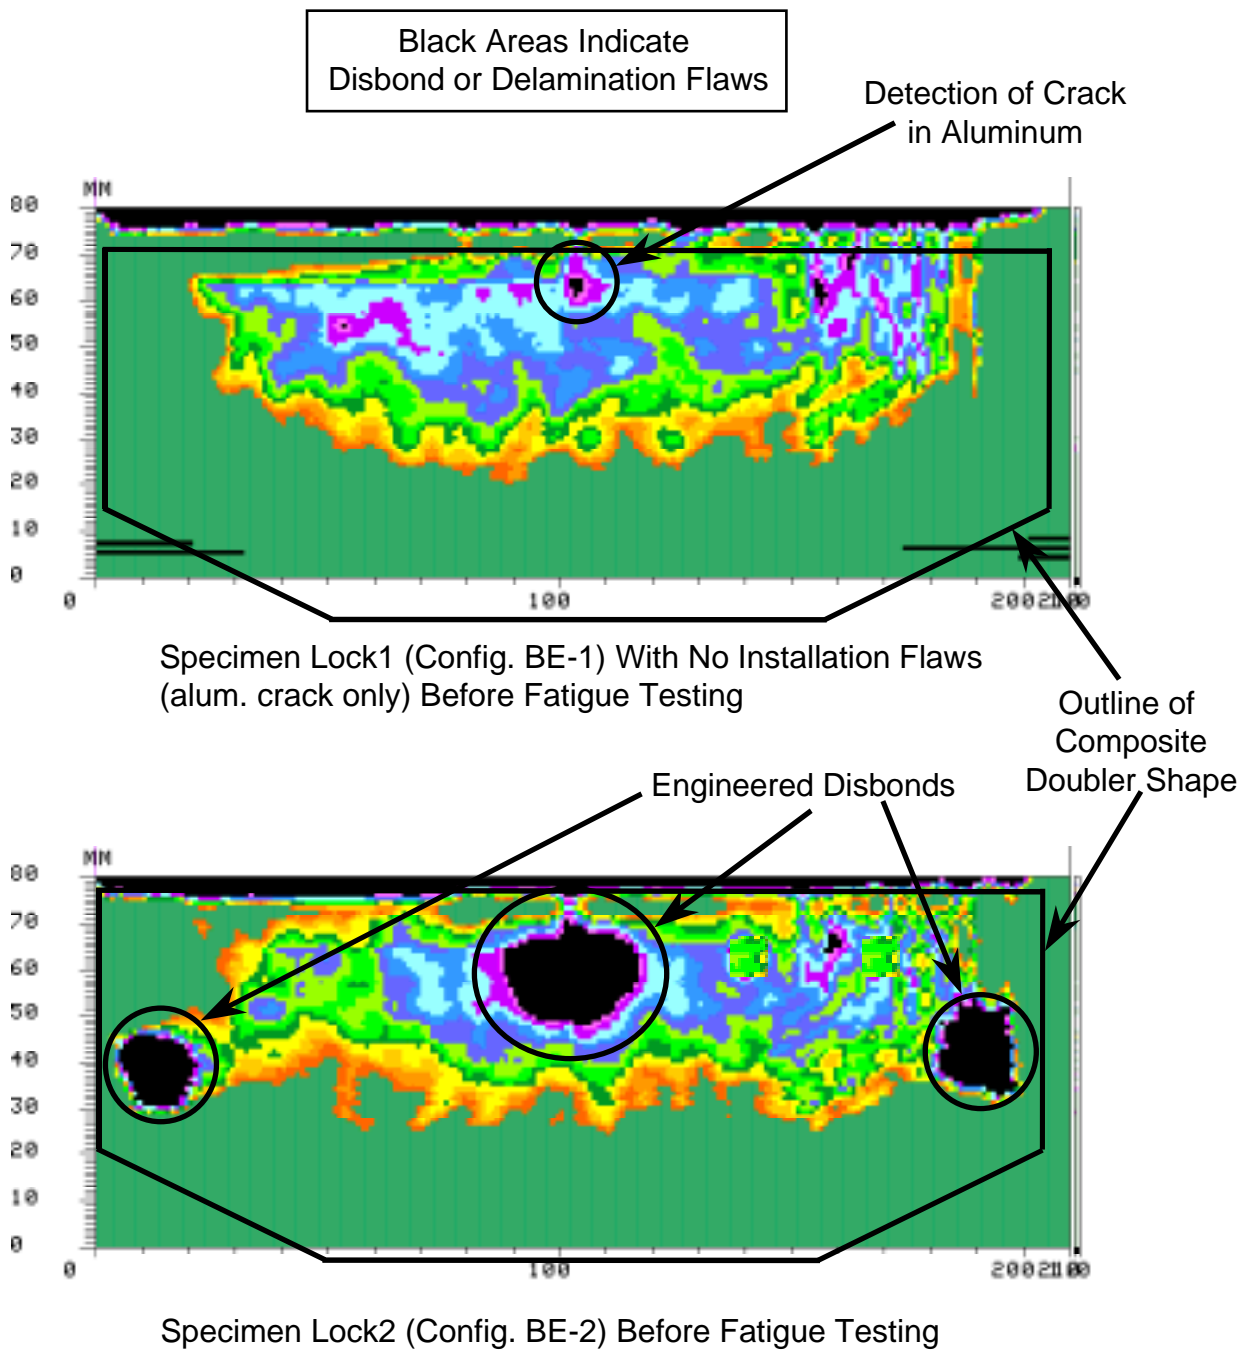 Black Areas Indicate
Disbond or Delamination Flaws
Detection of Crack
in Aluminum
MM
80
70
60
50
40
30
20
10
0
0 100 200
Specimen Lock1 (Config. BE-1) With No Installation Flaws
(alum. crack only) Before Fatigue Testing
Outline of
Composite
Doubler Shape
Engineered Disbonds
MM
80
70
60
50
40
30
20
10
0
0 100 200
Specimen Lock2 (Config. BE-2) Before Fatigue Testing